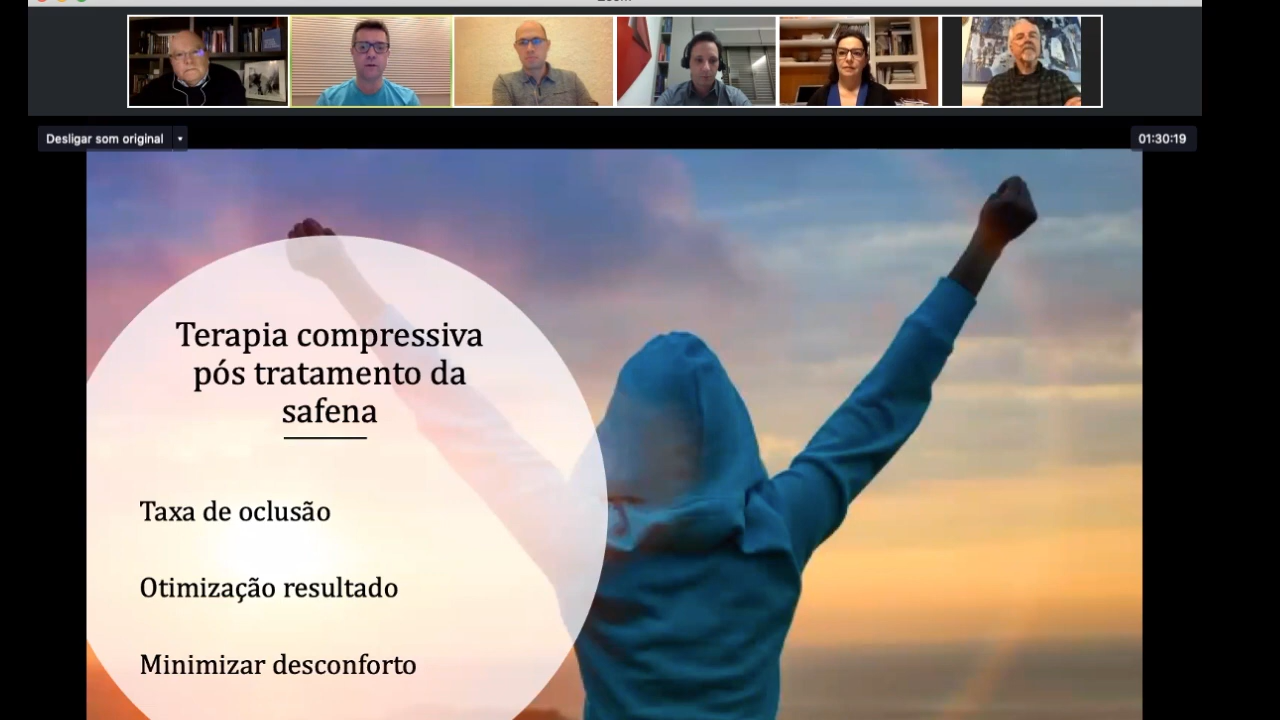 Desligar som original
01:30:19
Terapia compressiva
pós tratamento da
safena
Taxa de oclusão
Otimização resultado
Minimizar desconforto